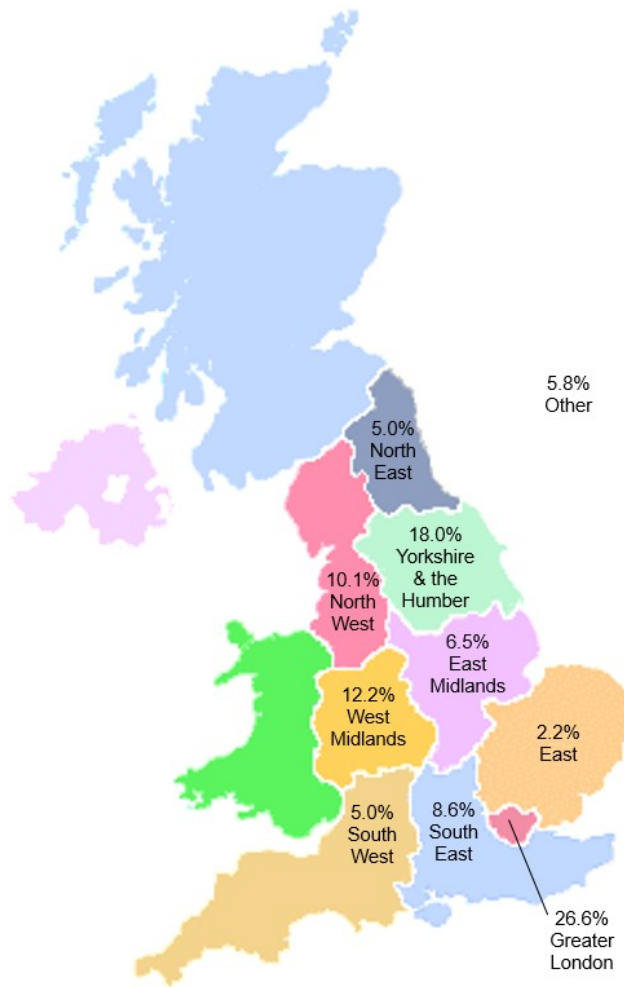 5.8%
Other
5.0%
North
East
18.0%
Yorkshire
& the
Humber
10.1%
North
West
6.5%
East
Midlands
12.2%
West
Midlands
2.2%
East
5.0%
South
West
8.6%
South
East
26.6%
Greater
London